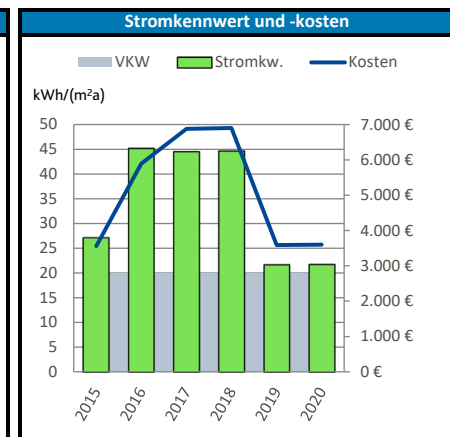 Stromkennwert und -kosten
VKW Stromkw. Kosten
kWh/(m²a)
50 7.000 €
45 6.000 €
40 5.000 €
35 4.000 €
30 3.000 €
25 2.000 €
20 1.000 €
15 0 €
10
5
0
2015 2016 2017 2018 2019 2020